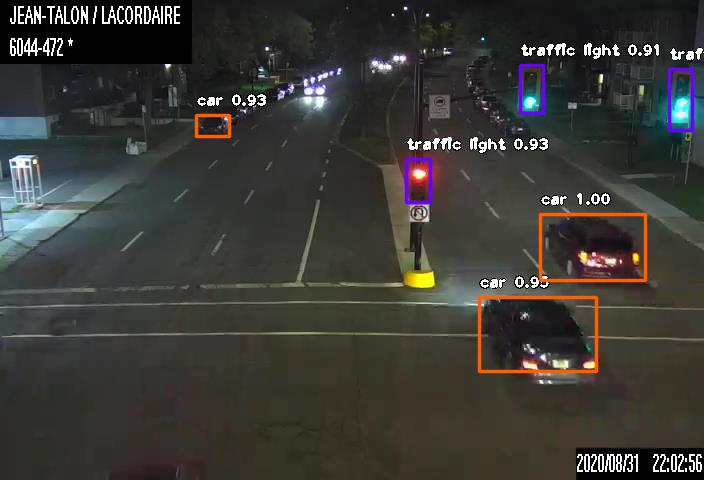 JEAN-TALON / LACORDAIRE
6044-472 *
traffic light 0.91
traf
car 0.93
traffic light 0.93
car 1.00
car 0.95
2020/08/31 22:02:56